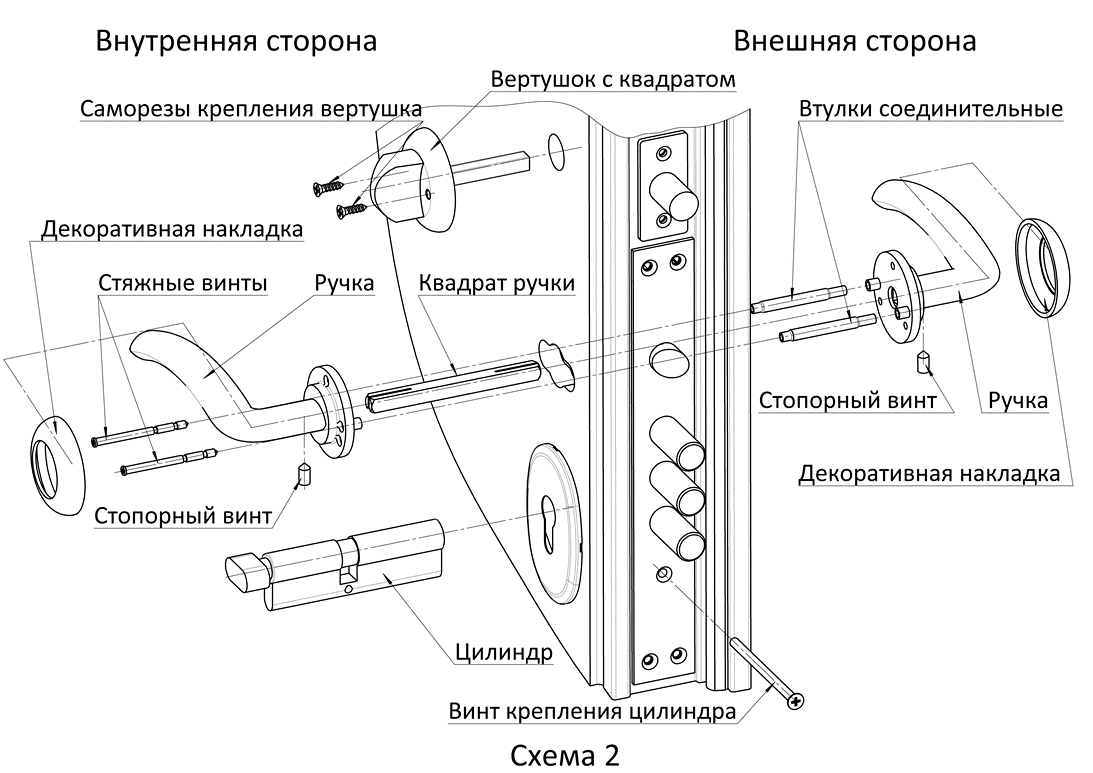 Внутренняя сторона
Внешняя сторона
Вертушок с квадратом
Саморезы крепления вертушка
Втулки соединительные
Декоративная накладка
Стяжные винты
Ручка
Квадрат ручки
Стопорный винт
Ручка
Декоративная накладка
Стопорный винт
Цилиндр
Винт крепления цилиндра
Схема 2